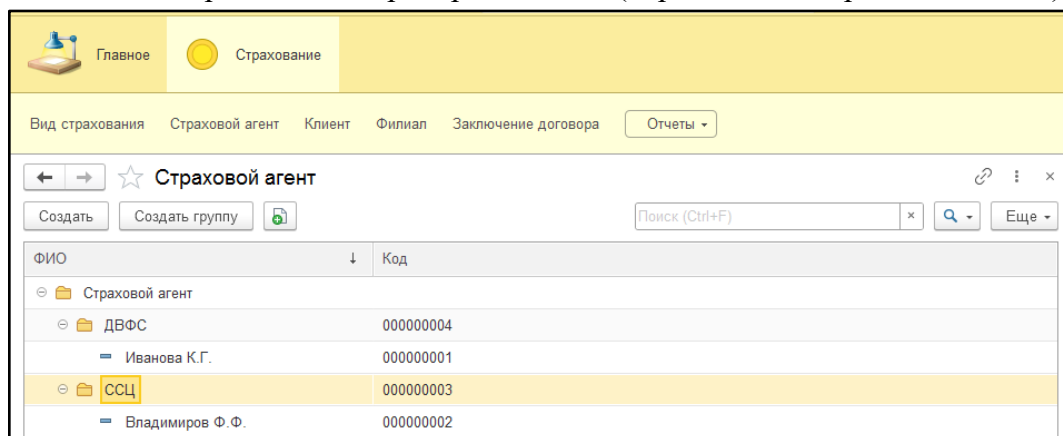 Главное Страхование
Вид страхования Страховой агент Клиент Филиал Заключение договора Отчеты
Страховой агент
Создать Создать группу Поиск (Ctrl+F) × Еще
ФИО ↓ Код
Страховой агент
ДВФС 000000004
Иванова К.Г. 000000001
ССЦ 000000003
Владимиров Ф.Ф. 000000002